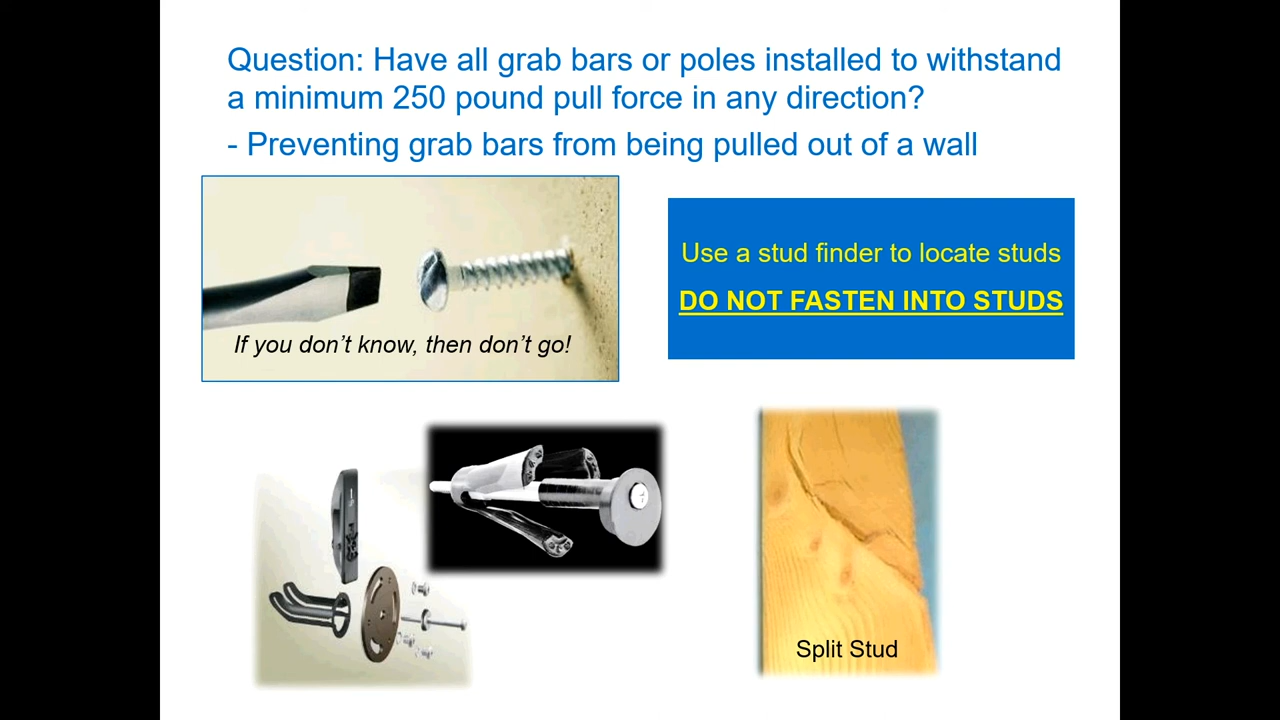 Question: Have all grab bars or poles installed to withstand
a minimum 250 pound pull force in any direction?
- Preventing grab bars from being pulled out of a wall
If you don’t know, then don’t go!
Use a stud finder to locate studs
DO NOT FASTEN INTO STUDS
Split Stud